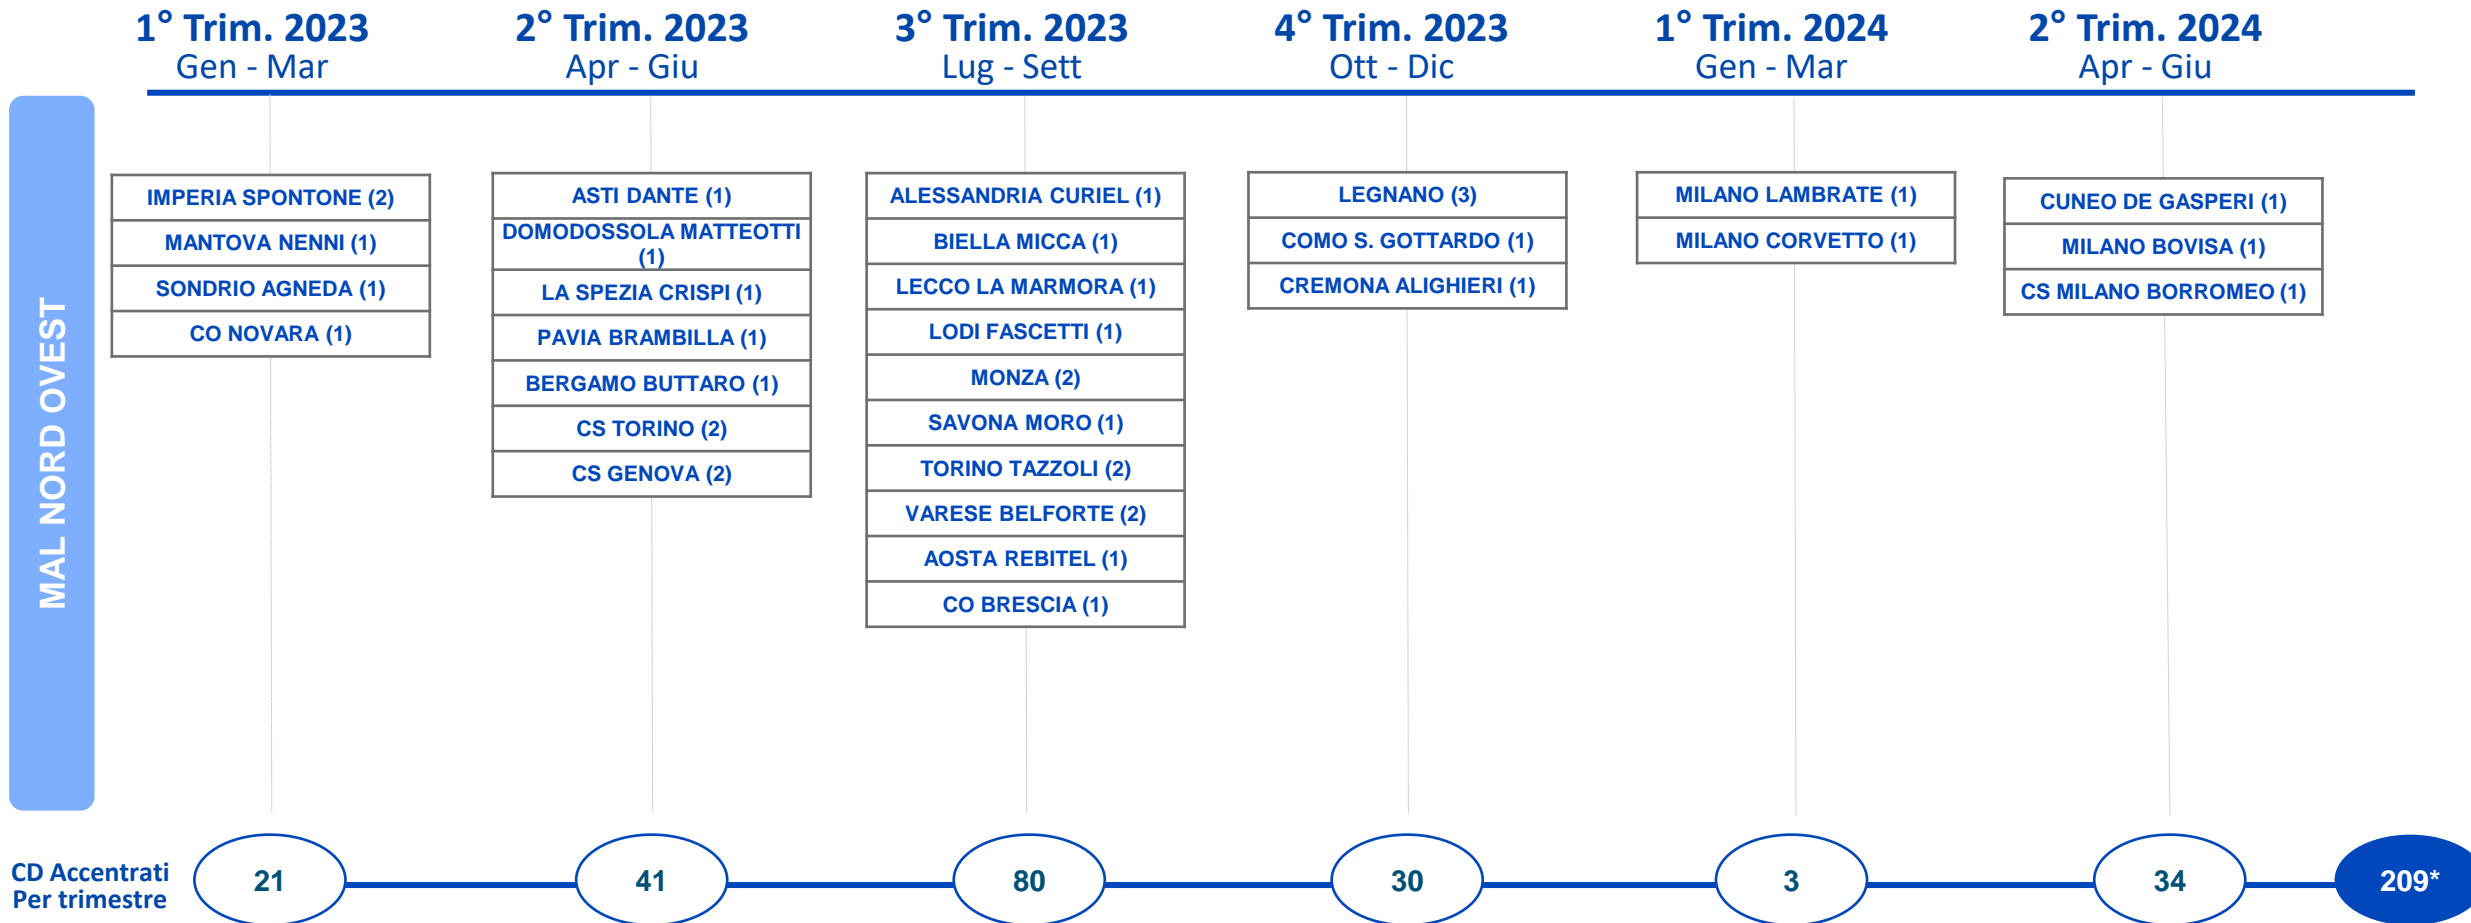 1° Trim. 2023
Gen - Mar
2° Trim. 2023
Apr - Giu
3° Trim. 2023
Lug - Sett
4° Trim. 2023
Ott - Dic
1° Trim. 2024
Gen - Mar
2° Trim. 2024
Apr - Giu
MAL NORD OVEST
IMPERIA SPONTONE (2)
MANTOVA NENNI (1)
SONDRIO AGNEDA (1)
CO NOVARA (1)
ASTI DANTE (1)
DOMODOSSOLA MATTEOTTI
(1)
LA SPEZIA CRISPI (1)
PAVIA BRAMBILLA (1)
BERGAMO BUTTARO (1)
CS TORINO (2)
CS GENOVA (2)
ALESSANDRIA CURIEL (1)
BIELLA MICCA (1)
LECCO LA MARMORA (1)
LODI FASCETTI (1)
MONZA (2)
SAVONA MORO (1)
TORINO TAZZOLI (2)
VARESE BELFORTE (2)
AOSTA REBITEL (1)
CO BRESCIA (1)
LEGNANO (3)
COMO S. GOTTARDO (1)
CREMONA ALIGHIERI (1)
MILANO LAMBRATE (1)
MILANO CORVETTO (1)
CUNEO DE GASPERI (1)
MILANO BOVISA (1)
CS MILANO BORROMEO (1)
CD Accentrati
Per trimestre
21
41
80
30
3
34
209*